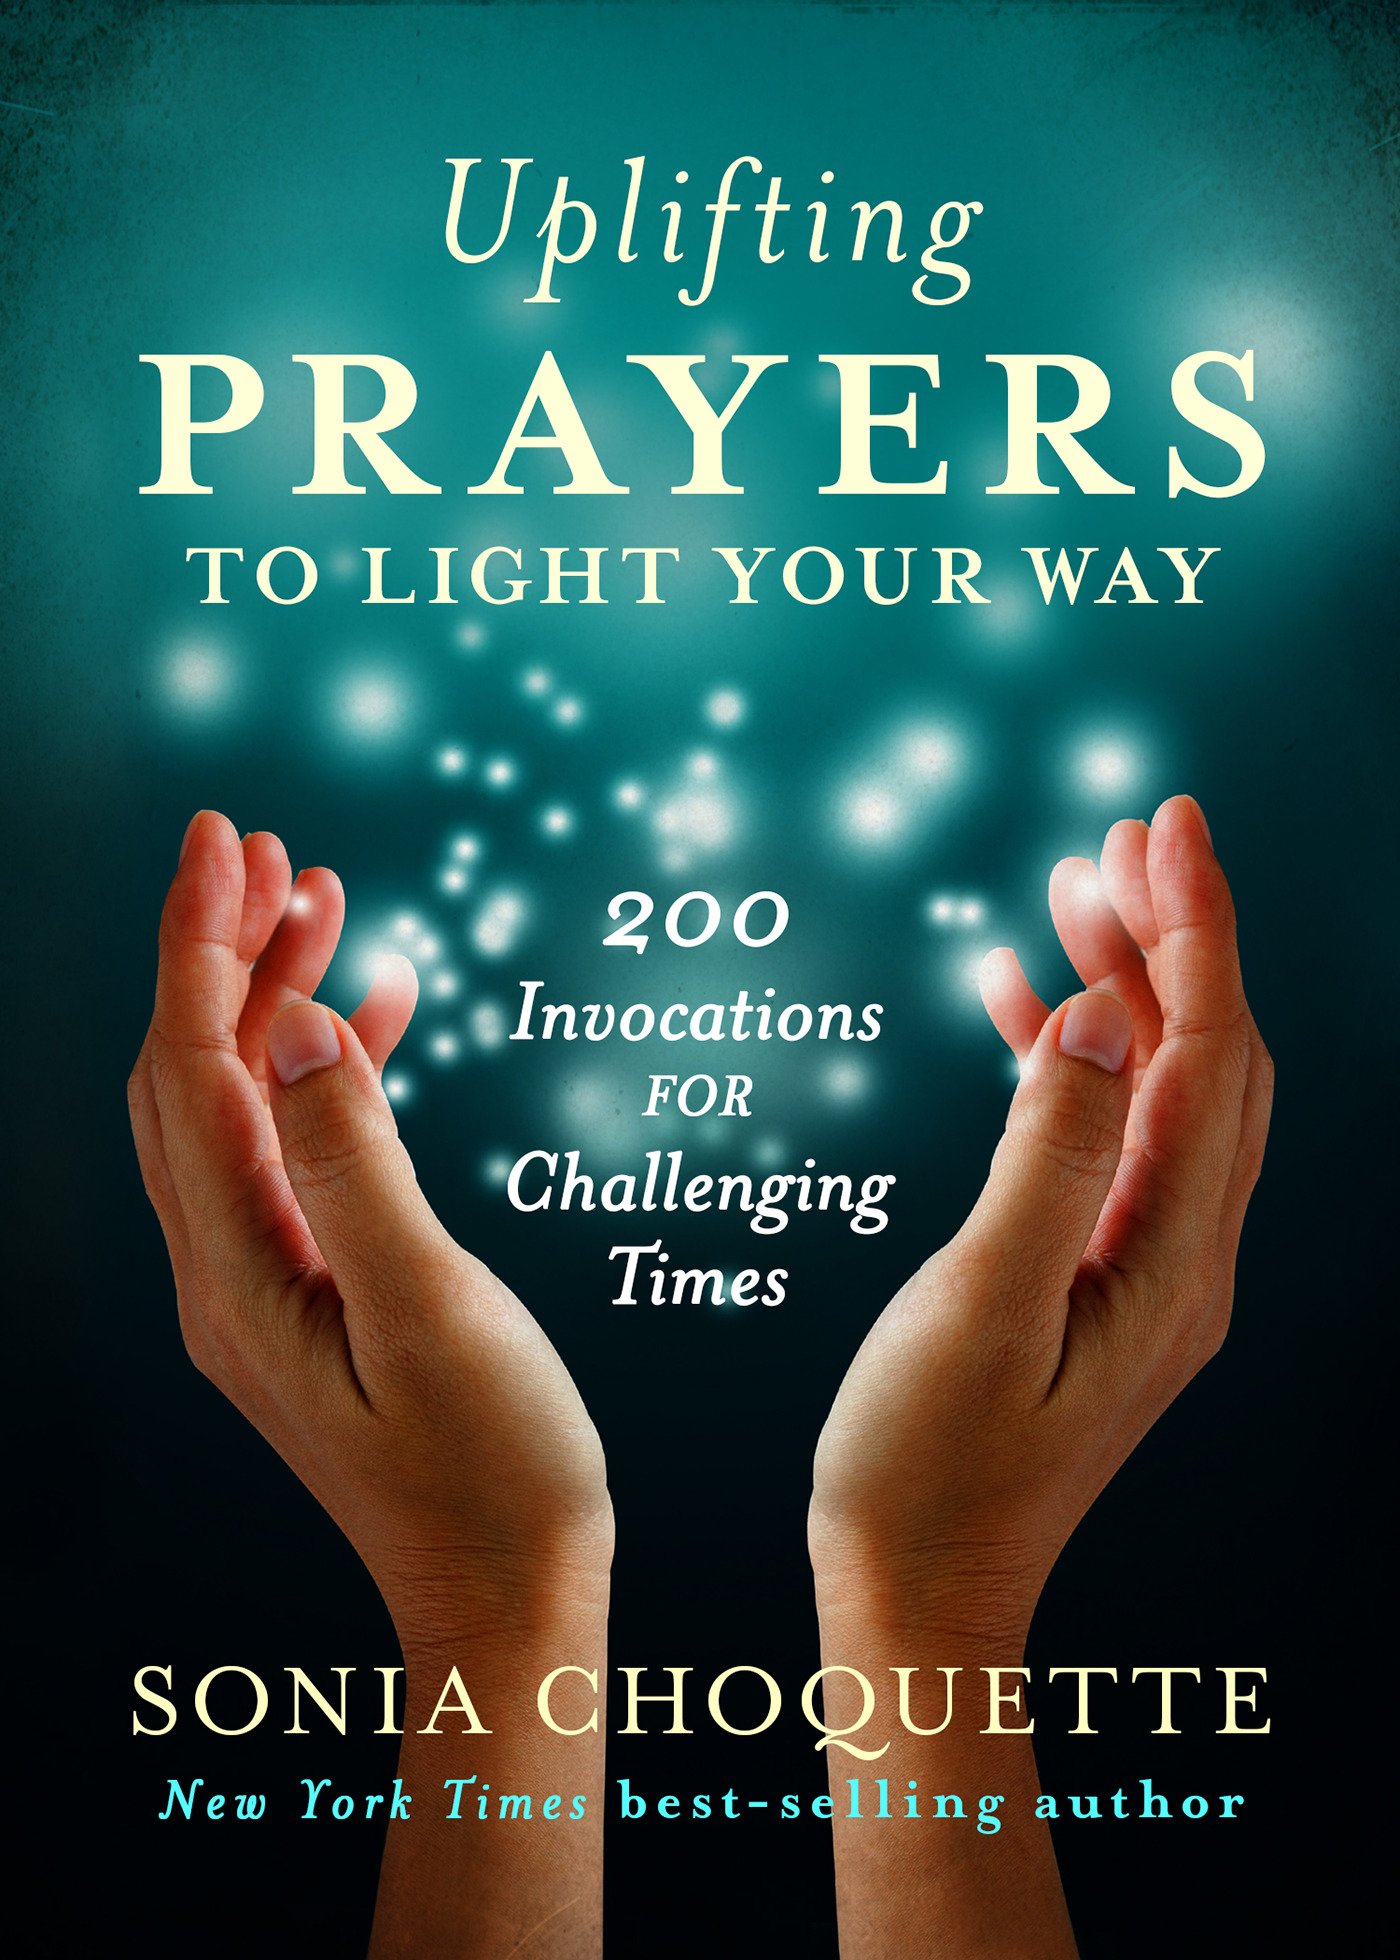 Uplifting
PRAYERS
TO LIGHT YOUR WAY
200
Invocations
FOR
Challenging
Times
SONIA CHOQUETTE
New York Times best-selling author